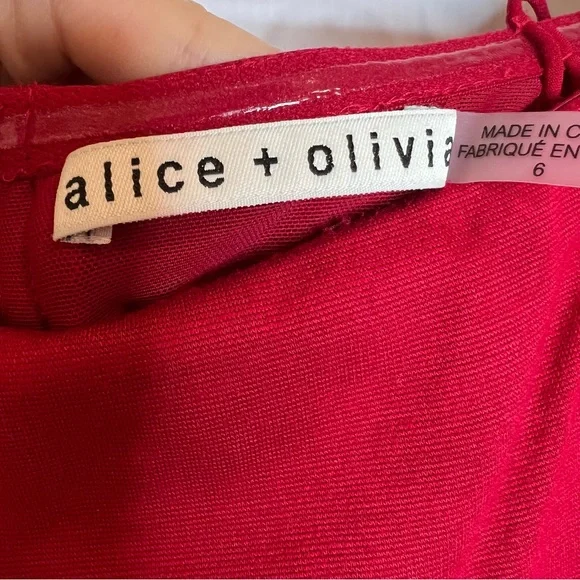 alice + olivia
MADE IN C
FABRIQUÉ EN
6